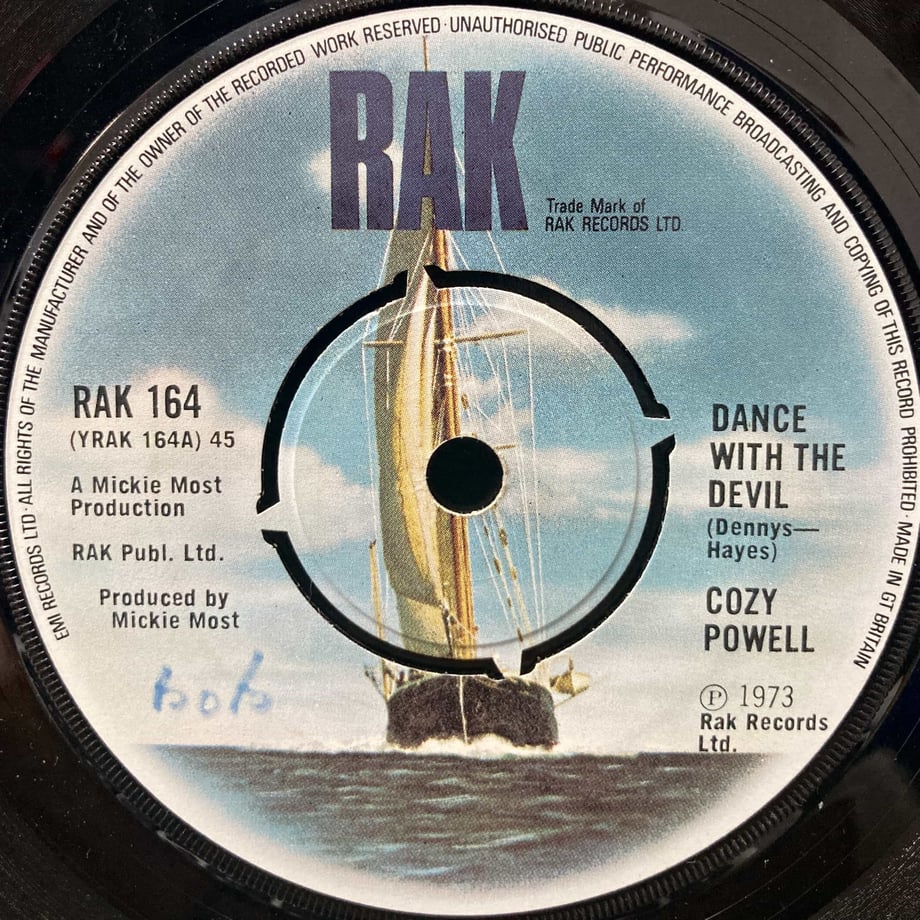 EMI RECORDS LTD · ALL RIGHTS OF THE MANUFACTURER AND OF THE OWNER OF THE RECORDED WORK RESERVED · UNAUTHORISED PUBLIC PERFORMANCE BROADCASTING AND COPYING OF THIS RECORD PROHIBITED · MADE IN GT BRITAIN
RAK
Trade Mark of
RAK RECORDS LTD.
RAK 164
(YRAK 164A) 45
A Mickie Most
Production
RAK Publ. Ltd.
Produced by
Mickie Most
bob
DANCE
WITH THE
DEVIL
(Dennys—
Hayes)
COZY
POWELL
Ⓟ 1973
Rak Records
Ltd.